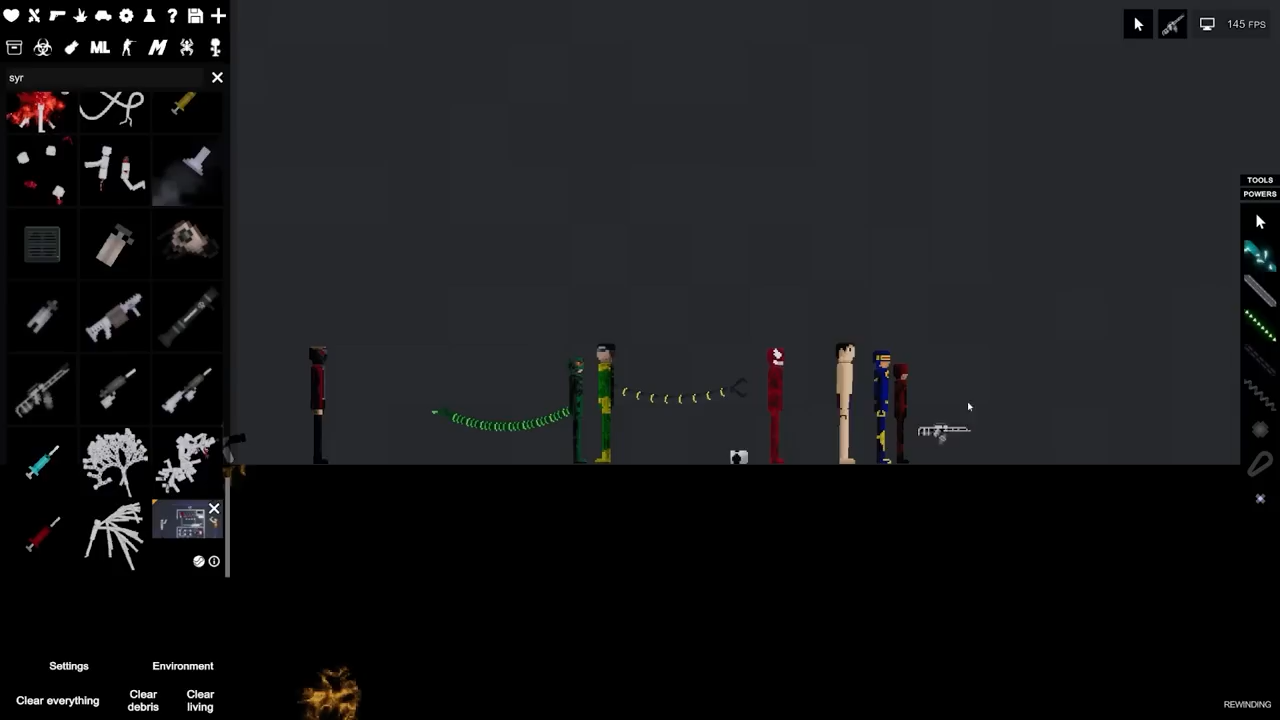 145 FPS
ML
syr
TOOLS
POWERS
Settings
Environment
Clear everything
Clear debris
Clear living
REWINDING